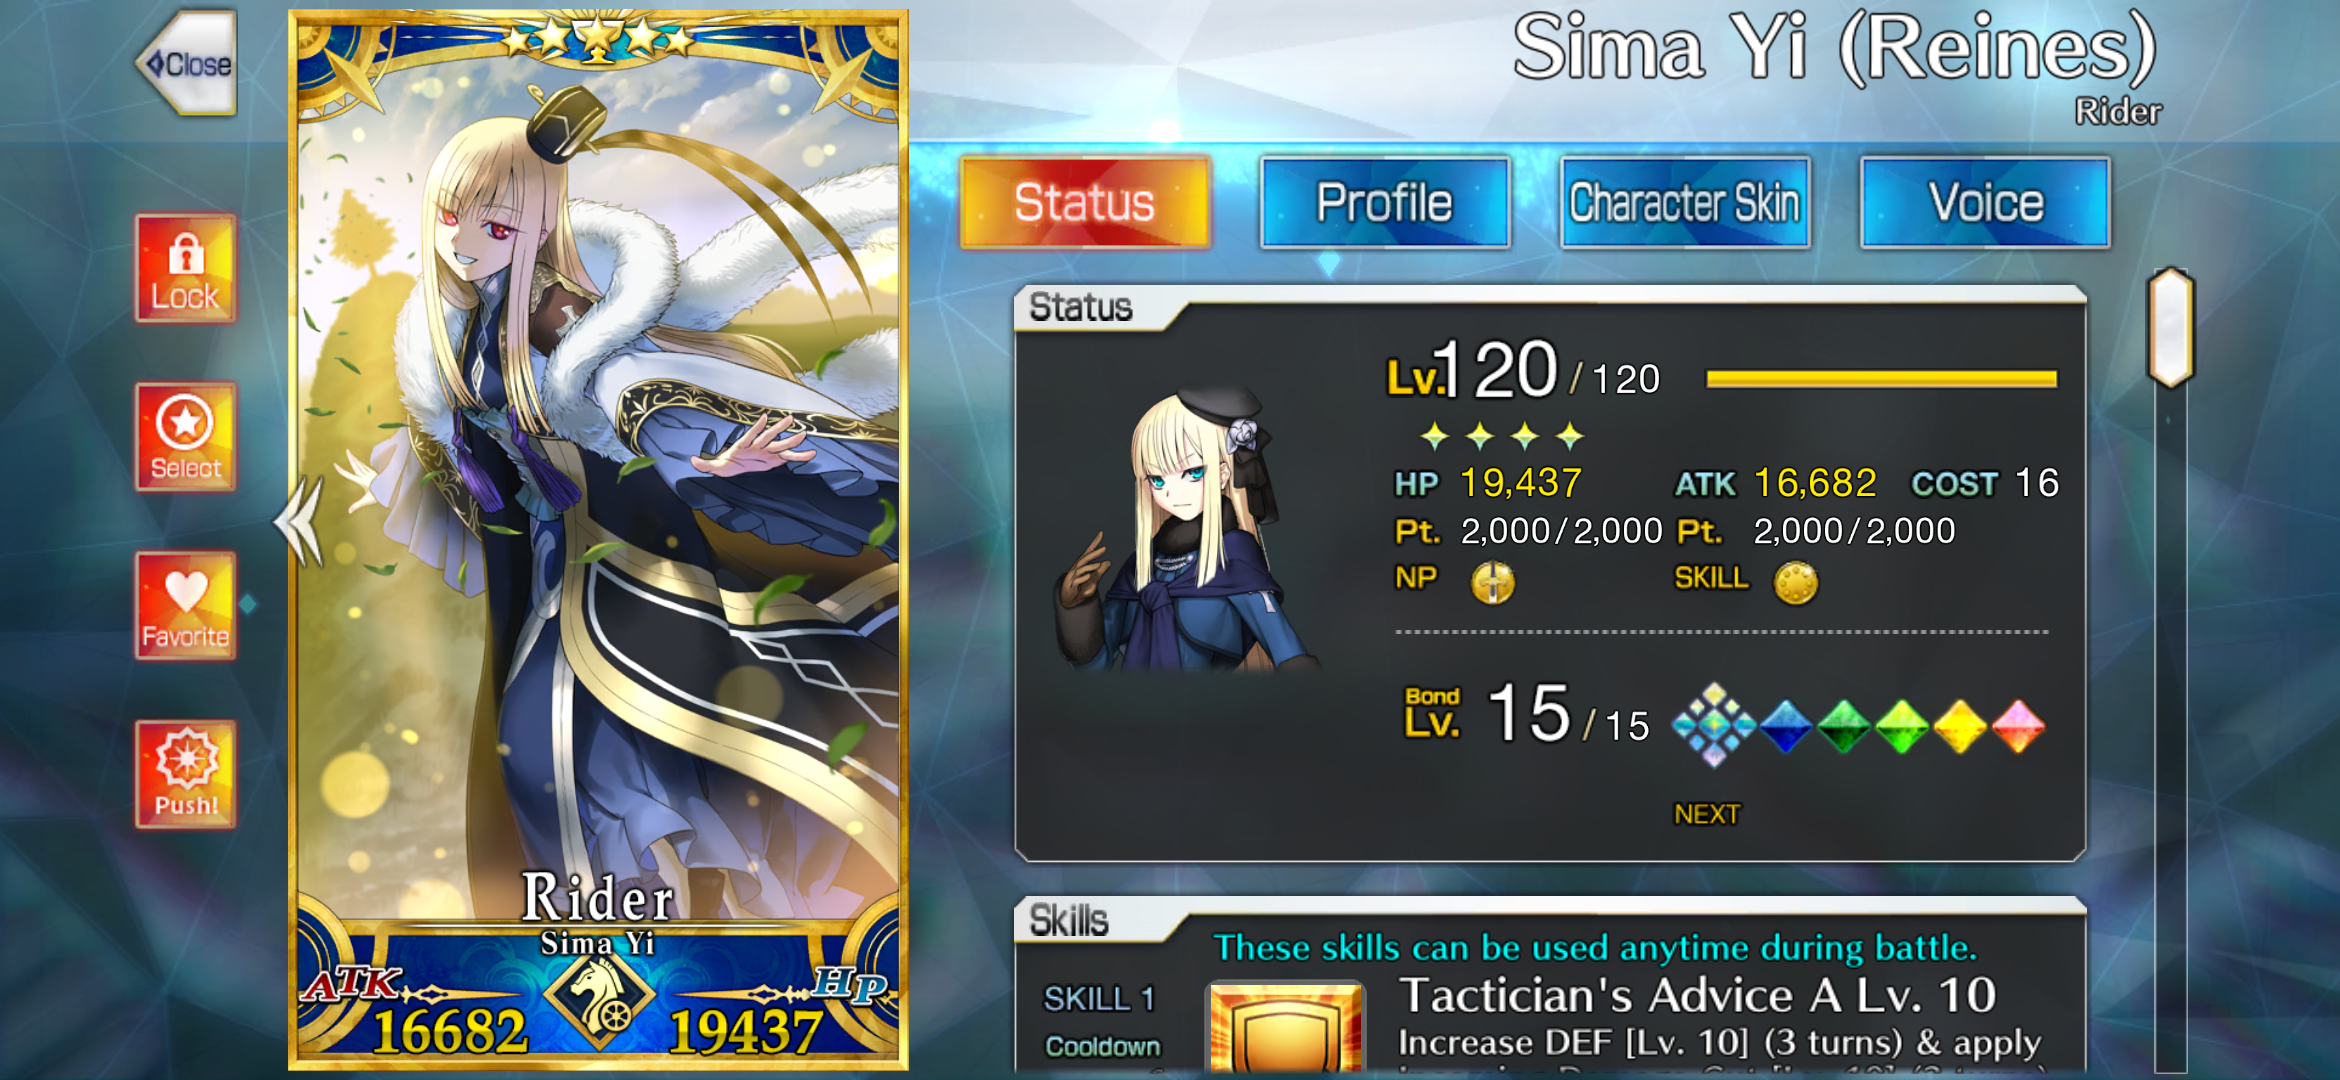 Close
Lock
Select
Favorite
Push!
Rider
Sima Yi
ATK
HP
16682
19437
Sima Yi (Reines)
Rider
Status
Profile
Character Skin
Voice
Status
Lv.120/120
HP 19,437 ATK 16,682 COST 16
Pt. 2,000/2,000 Pt. 2,000/2,000
NP SKILL
Bond Lv. 15/15
NEXT
Skills
These skills can be used anytime during battle.
SKILL 1
Tactician's Advice A Lv. 10
Cooldown
Increase DEF [Lv. 10] (3 turns) & apply